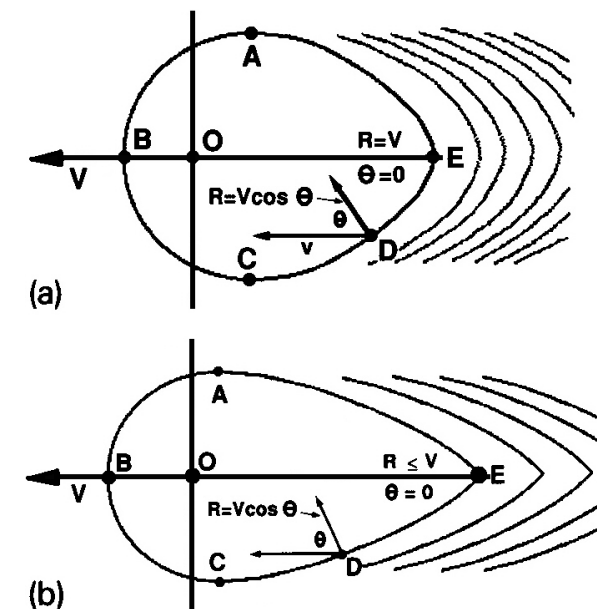 A
B O R=V E
V θ=0
R=Vcos θ
θ
v D
C
(a)
A
B O R ≤ V E
V θ = 0
R=Vcos θ
θ
C D
(b)